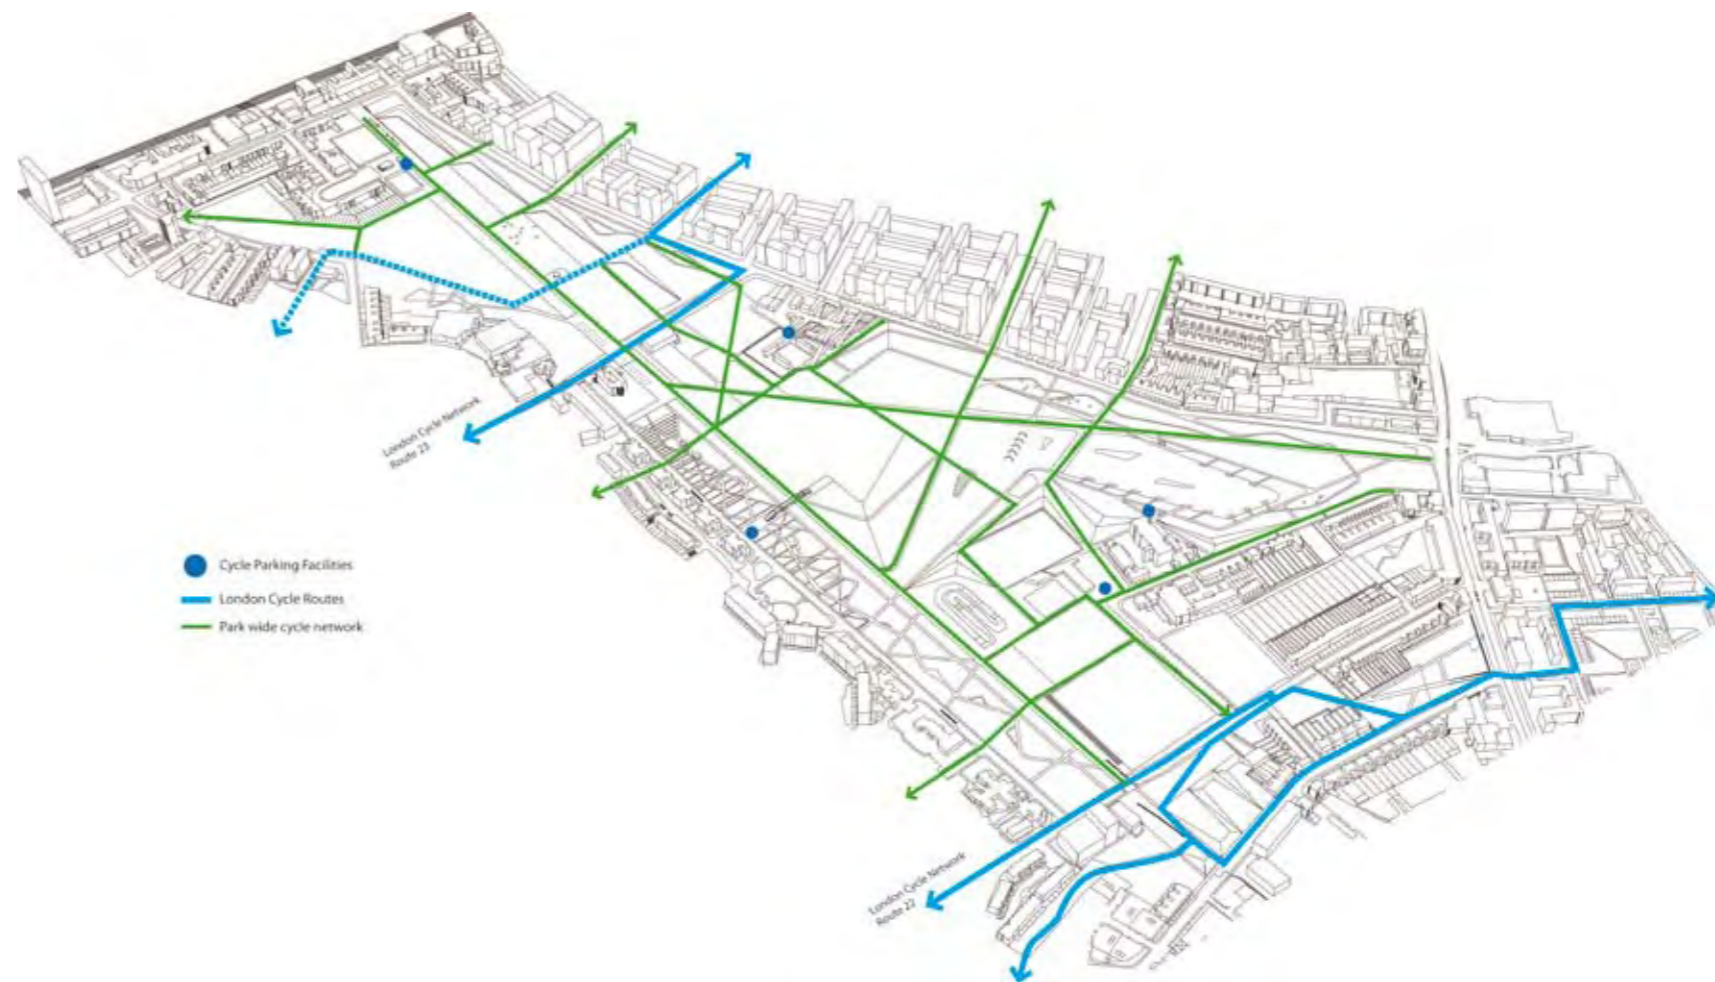 London Cycle Network
Route 23
Cycle Parking Facilities
London Cycle Routes
Park wide cycle network
London Cycle Network
Route 22